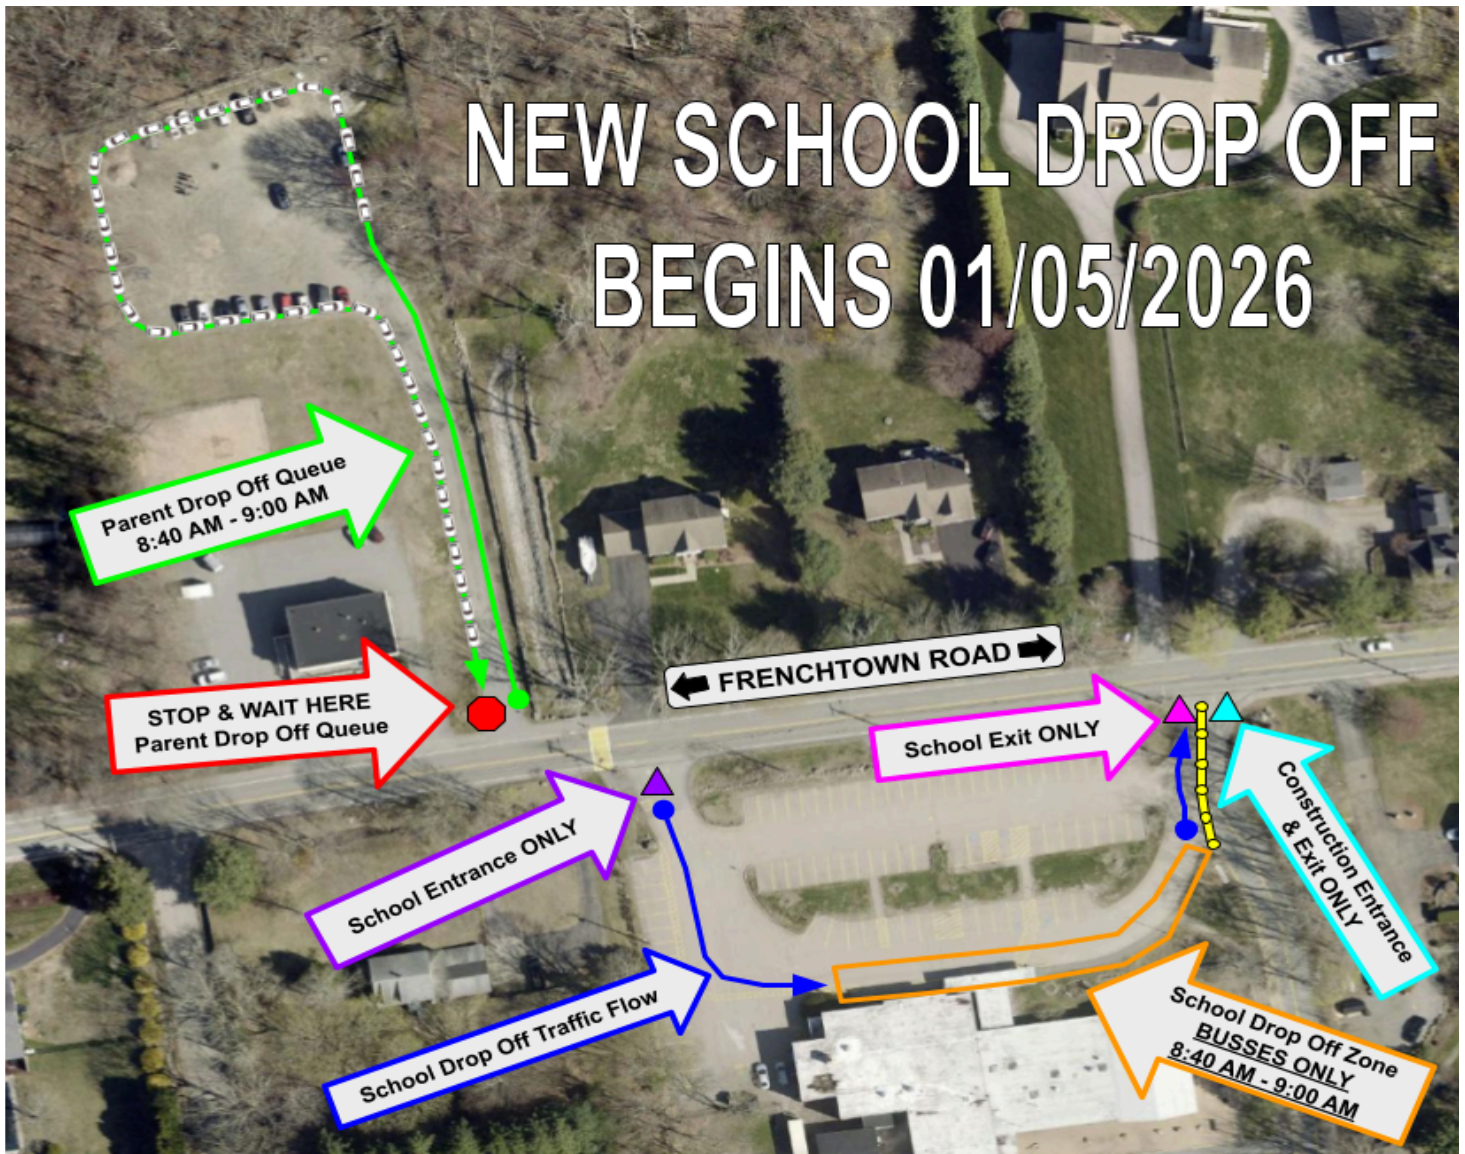 NEW SCHOOL DROP OFF
BEGINS 01/05/2026
Parent Drop Off Queue
8:40 AM - 9:00 AM
STOP & WAIT HERE
Parent Drop Off Queue
FRENCHTOWN ROAD
School Exit ONLY
School Entrance ONLY
Construction Entrance
& Exit ONLY
School Drop Off Traffic Flow
School Drop Off Zone
BUSSES ONLY
8:40 AM - 9:00 AM